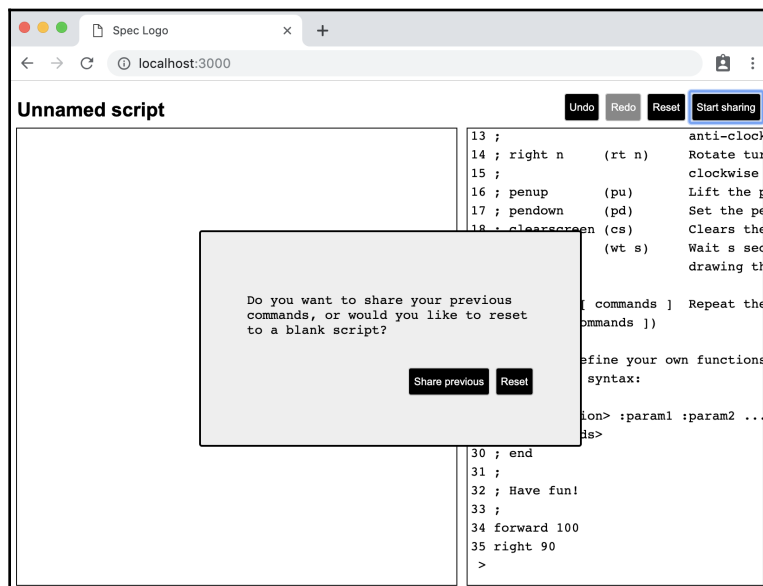 Spec Logo
localhost:3000
Unnamed script
Undo Redo Reset Start sharing
13 ; anti-clock
14 ; right n (rt n) Rotate tur
15 ; clockwise
16 ; penup (pu) Lift the p
17 ; pendown (pd) Set the pe
18 ; clearscreen (cs) Clears the
(wt s) Wait s sec
drawing th
[ commands ] Repeat the
ommands ])
efine your own functions
syntax:
ion> :param1 :param2 ...
ds>
30 ; end
31 ;
32 ; Have fun!
33 ;
34 forward 100
35 right 90
>
Do you want to share your previous
commands, or would you like to reset
to a blank script?
Share previous Reset